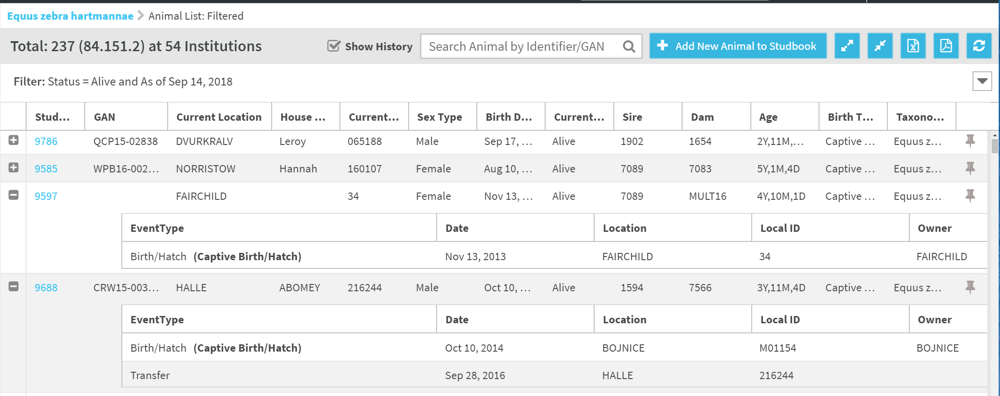 Equus zebra hartmannae Animal List: Filtered
Total: 237 (84.151.2) at 54 Institutions Show History Search Animal by Identifier/GAN Add New Animal to Studbook
Filter: Status = Alive and As of Sep 14, 2018
Stud... GAN Current Location House ... Current... Sex Type Birth D... Current... Sire Dam Age Birth T... Taxono...
9786 QCP15-02838 DVURKRALV Leroy 065188 Male Sep 17, ... Alive 1902 1654 2Y,11M,... Captive ... Equus z...
9585 WPB16-002... NORRISTOW Hannah 160107 Female Aug 10, ... Alive 7089 7083 5Y,1M,4D Captive ... Equus z...
9597 FAIRCHILD 34 Female Nov 13, ... Alive 7089 MULT16 4Y,10M,1D Captive ... Equus z...
EventType Date Location Local ID Owner
Birth/Hatch (Captive Birth/Hatch) Nov 13, 2013 FAIRCHILD 34 FAIRCHILD
9688 CRW15-003... HALLE ABOMEY 216244 Male Oct 10, ... Alive 1594 7566 3Y,11M,4D Captive ... Equus z...
EventType Date Location Local ID Owner
Birth/Hatch (Captive Birth/Hatch) Oct 10, 2014 BOJNICE M01154 BOJNICE
Transfer Sep 28, 2016 HALLE 216244